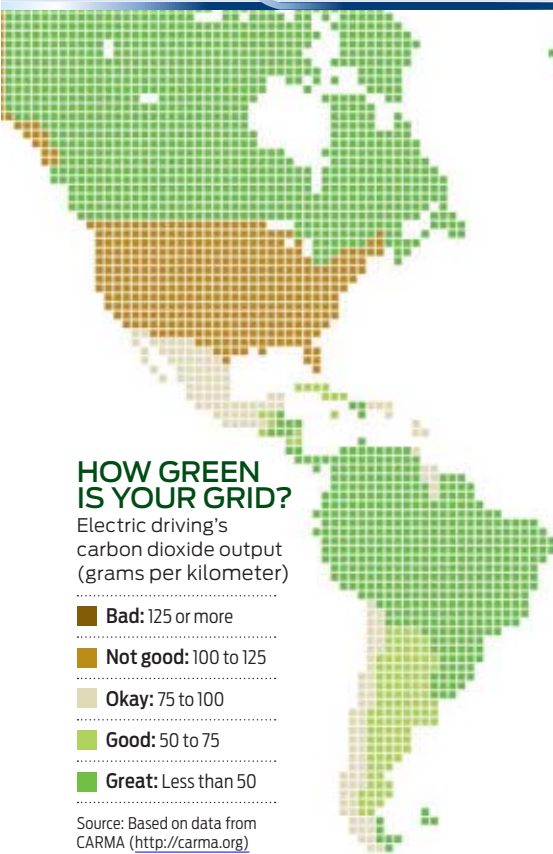 HOW GREEN
IS YOUR GRID?
Electric driving's
carbon dioxide output
(grams per kilometer)
Bad: 125 or more
Not good: 100 to 125
Okay: 75 to 100
Good: 50 to 75
Great: Less than 50
Source: Based on data from
CARMA (http://carma.org)